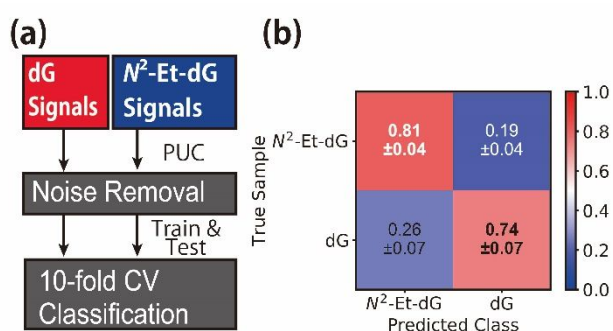 (a)
dG
Signals
N²-Et-dG
Signals
PUC
Noise Removal
Train &
Test
10-fold CV
Classification
(b)
True Sample
N²-Et-dG
dG
0.81
±0.04
0.19
±0.04
0.26
±0.07
0.74
±0.07
N²-Et-dG
dG
Predicted Class
1.0
0.8
0.6
0.4
0.2
0.0